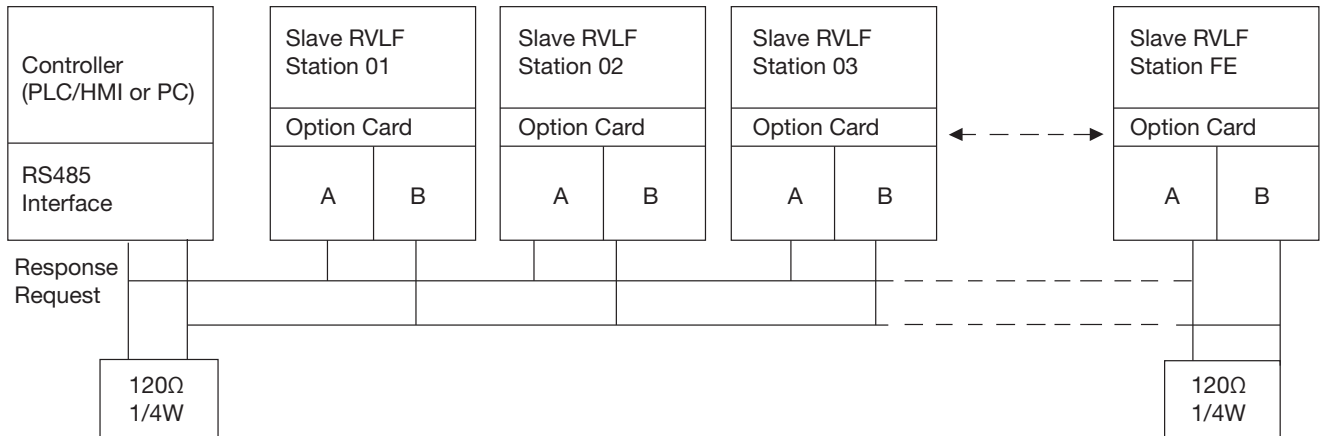 Controller
(PLC/HMI or PC)
RS485
Interface
Slave RVLF
Station 01
Option Card
A
B
Slave RVLF
Station 02
Option Card
A
B
Slave RVLF
Station 03
Option Card
A
B
Slave RVLF
Station FE
Option Card
A
B
Response
Request
120Ω
1/4W
120Ω
1/4W